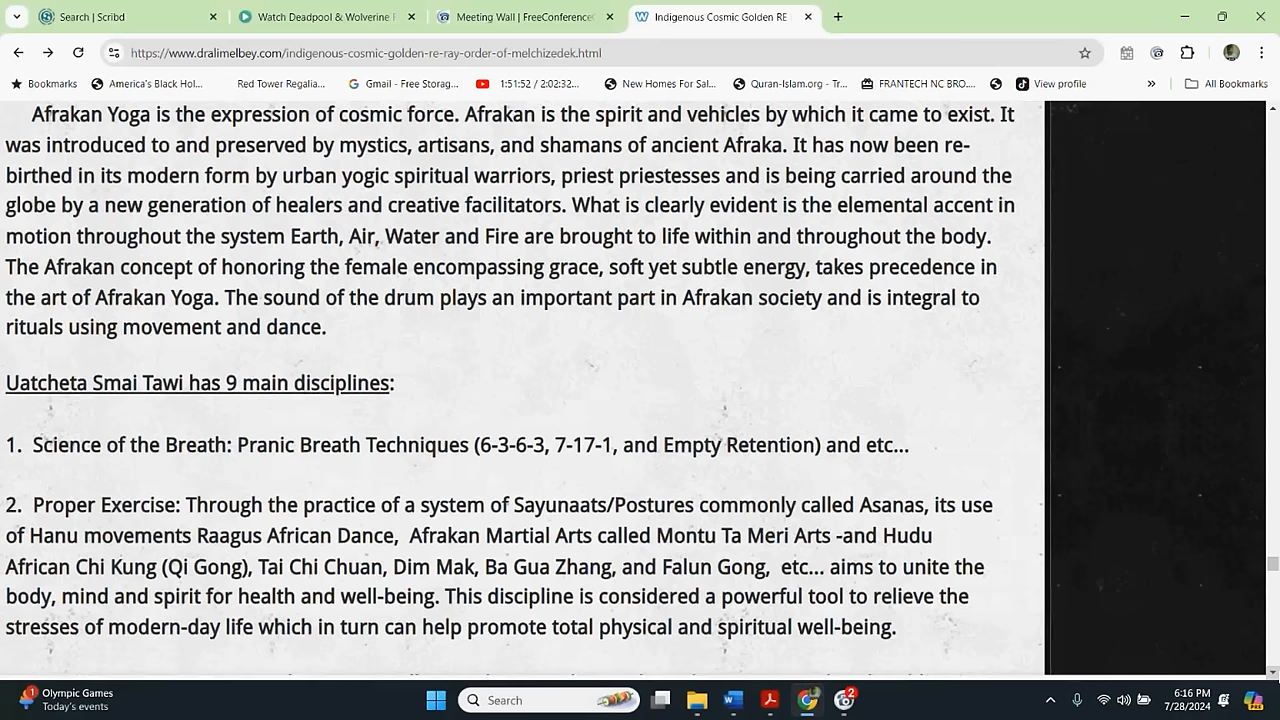 Search | Scribd
Watch Deadpool & Wolverine
Meeting Wall | FreeConference
Indigenous Cosmic Golden RE
https://www.dralimelbey.com/indigenous-cosmic-golden-re-ray-order-of-melchizedek.html
Bookmarks
America's Black Hol...
Red Tower Regalia...
Gmail - Free Storag...
1:51:52 / 2:02:32...
New Homes For Sal...
Quran-Islam.org - Tr...
FRANTECH NC BRO....
View profile
»
All Bookmarks
Afrakan Yoga is the expression of cosmic force. Afrakan is the spirit and vehicles by which it came to exist. It
was introduced to and preserved by mystics, artisans, and shamans of ancient Afraka. It has now been re-
birthed in its modern form by urban yogic spiritual warriors, priest priestesses and is being carried around the
globe by a new generation of healers and creative facilitators. What is clearly evident is the elemental accent in
motion throughout the system Earth, Air, Water and Fire are brought to life within and throughout the body.
The Afrakan concept of honoring the female encompassing grace, soft yet subtle energy, takes precedence in
the art of Afrakan Yoga. The sound of the drum plays an important part in Afrakan society and is integral to
rituals using movement and dance.
Uatcheta Smai Tawi has 9 main disciplines:
1. Science of the Breath: Pranic Breath Techniques (6-3-6-3, 7-17-1, and Empty Retention) and etc...
2. Proper Exercise: Through the practice of a system of Sayunaats/Postures commonly called Asanas, its use
of Hanu movements Raagus African Dance, Afrakan Martial Arts called Montu Ta Meri Arts -and Hudu
African Chi Kung (Qi Gong), Tai Chi Chuan, Dim Mak, Ba Gua Zhang, and Falun Gong, etc... aims to unite the
body, mind and spirit for health and well-being. This discipline is considered a powerful tool to relieve the
stresses of modern-day life which in turn can help promote total physical and spiritual well-being.
1
Olympic Games
Today's events
Search
2
6:16 PM
7/28/2024